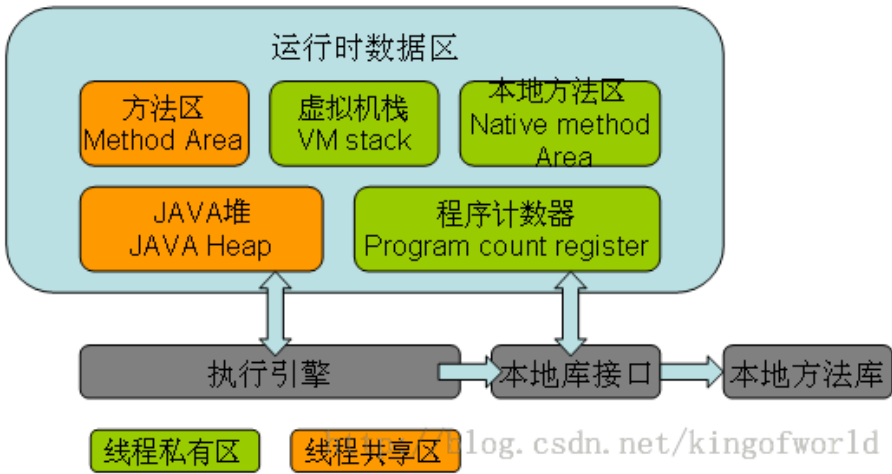 运行时数据区
方法区
Method Area
虚拟机栈
VM stack
本地方法区
Native method
Area
JAVA堆
JAVA Heap
程序计数器
Program count register
执行引擎
本地库接口
本地方法库
线程私有区
线程共享区
blog.csdn.net/kingofworld